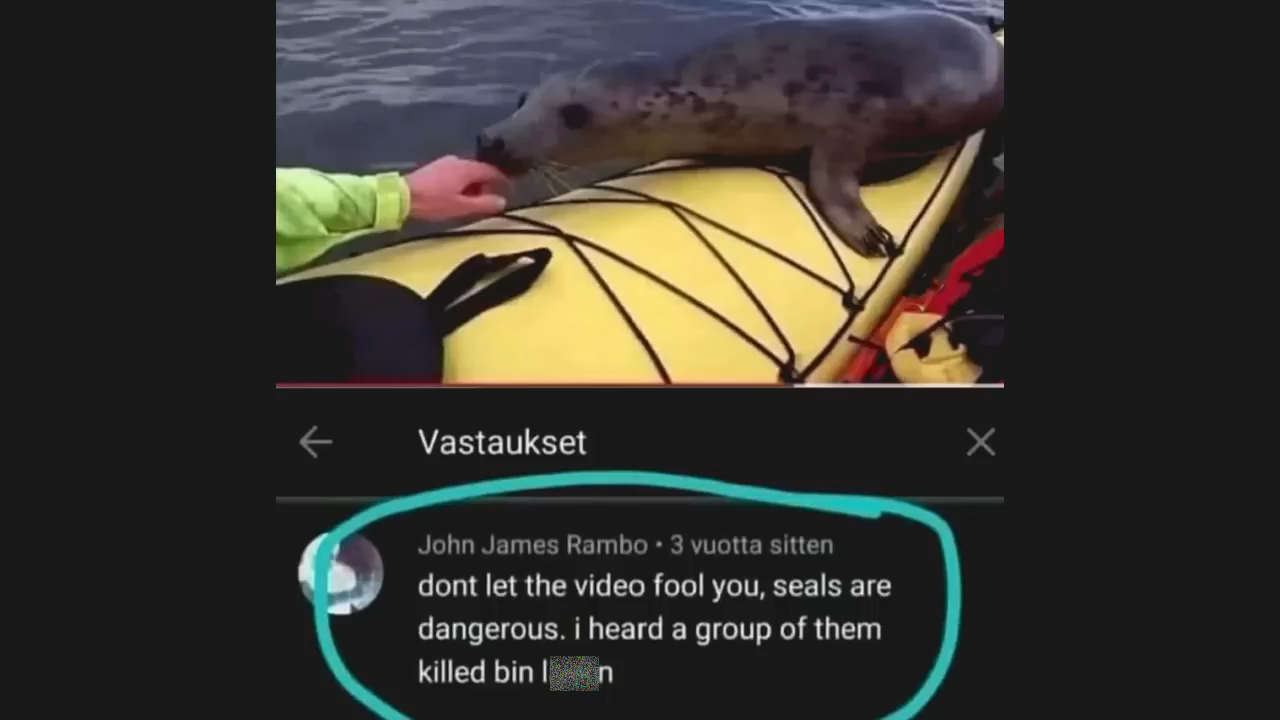 Vastaukset
John James Rambo • 3 vuotta sitten
dont let the video fool you, seals are
dangerous. i heard a group of them
killed bin